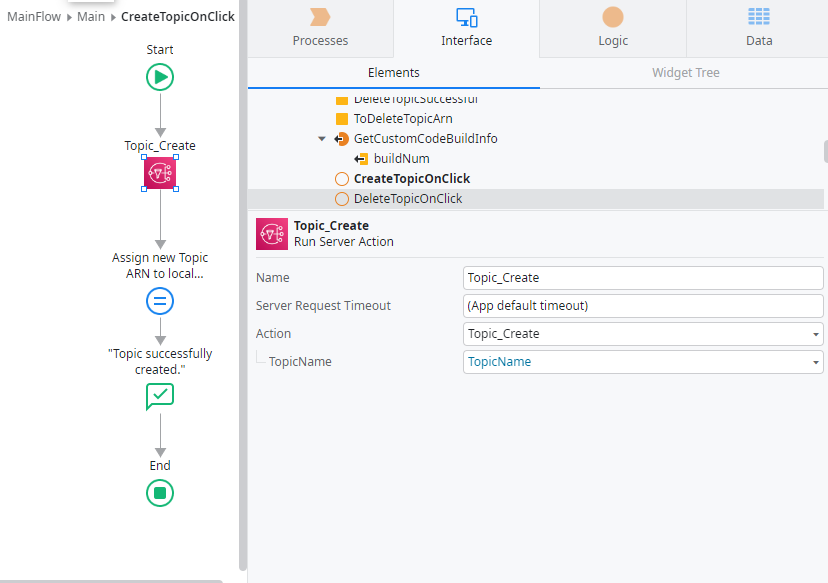 MainFlow Main CreateTopicOnClick
Start
Topic_Create
Assign new Topic
ARN to local...
"Topic successfully
created."
End
Processes
Interface
Logic
Data
Elements
Widget Tree
DeleteTopicSuccessful
ToDeleteTopicArn
GetCustomCodeBuildInfo
buildNum
CreateTopicOnClick
DeleteTopicOnClick
Topic_Create
Run Server Action
Name Topic_Create
Server Request Timeout (App default timeout)
Action Topic_Create
TopicName TopicName